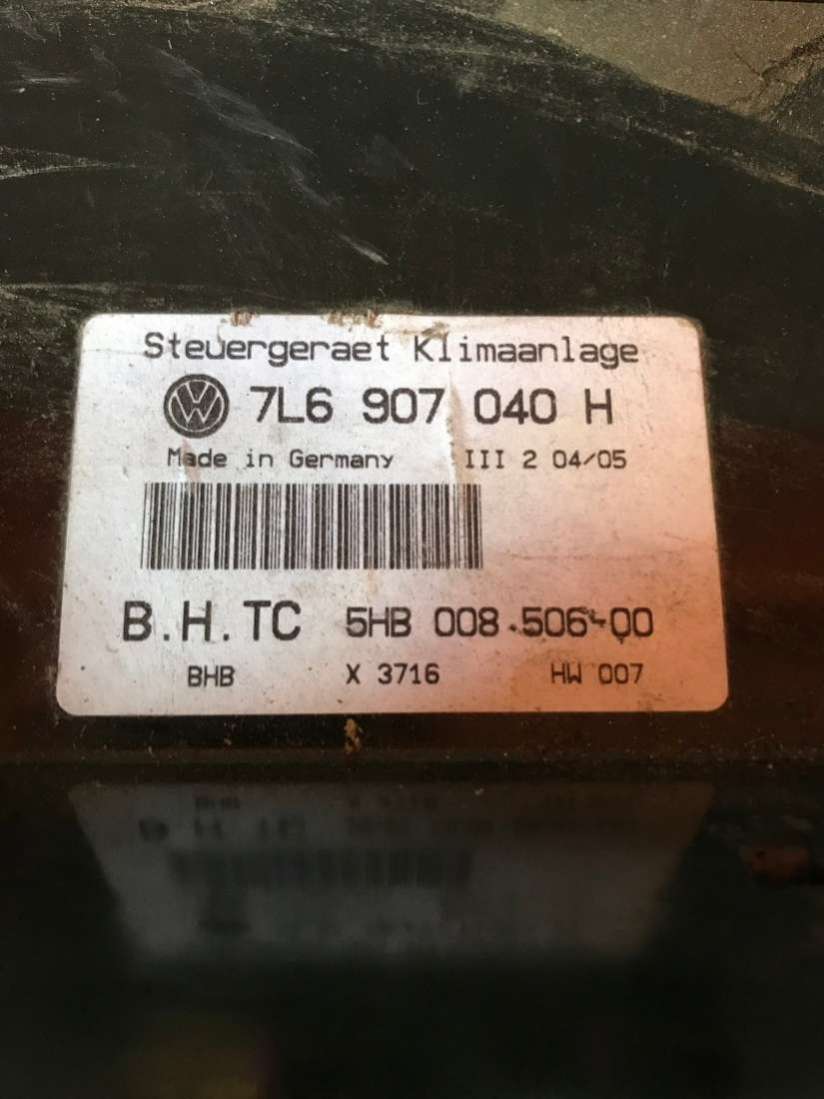 Steuergeraet Klimaanlage
7L6 907 040 H
Made in Germany III 2 04/05
B.H.TC 5HB 008.506-00
BHB X 3716 HW 007